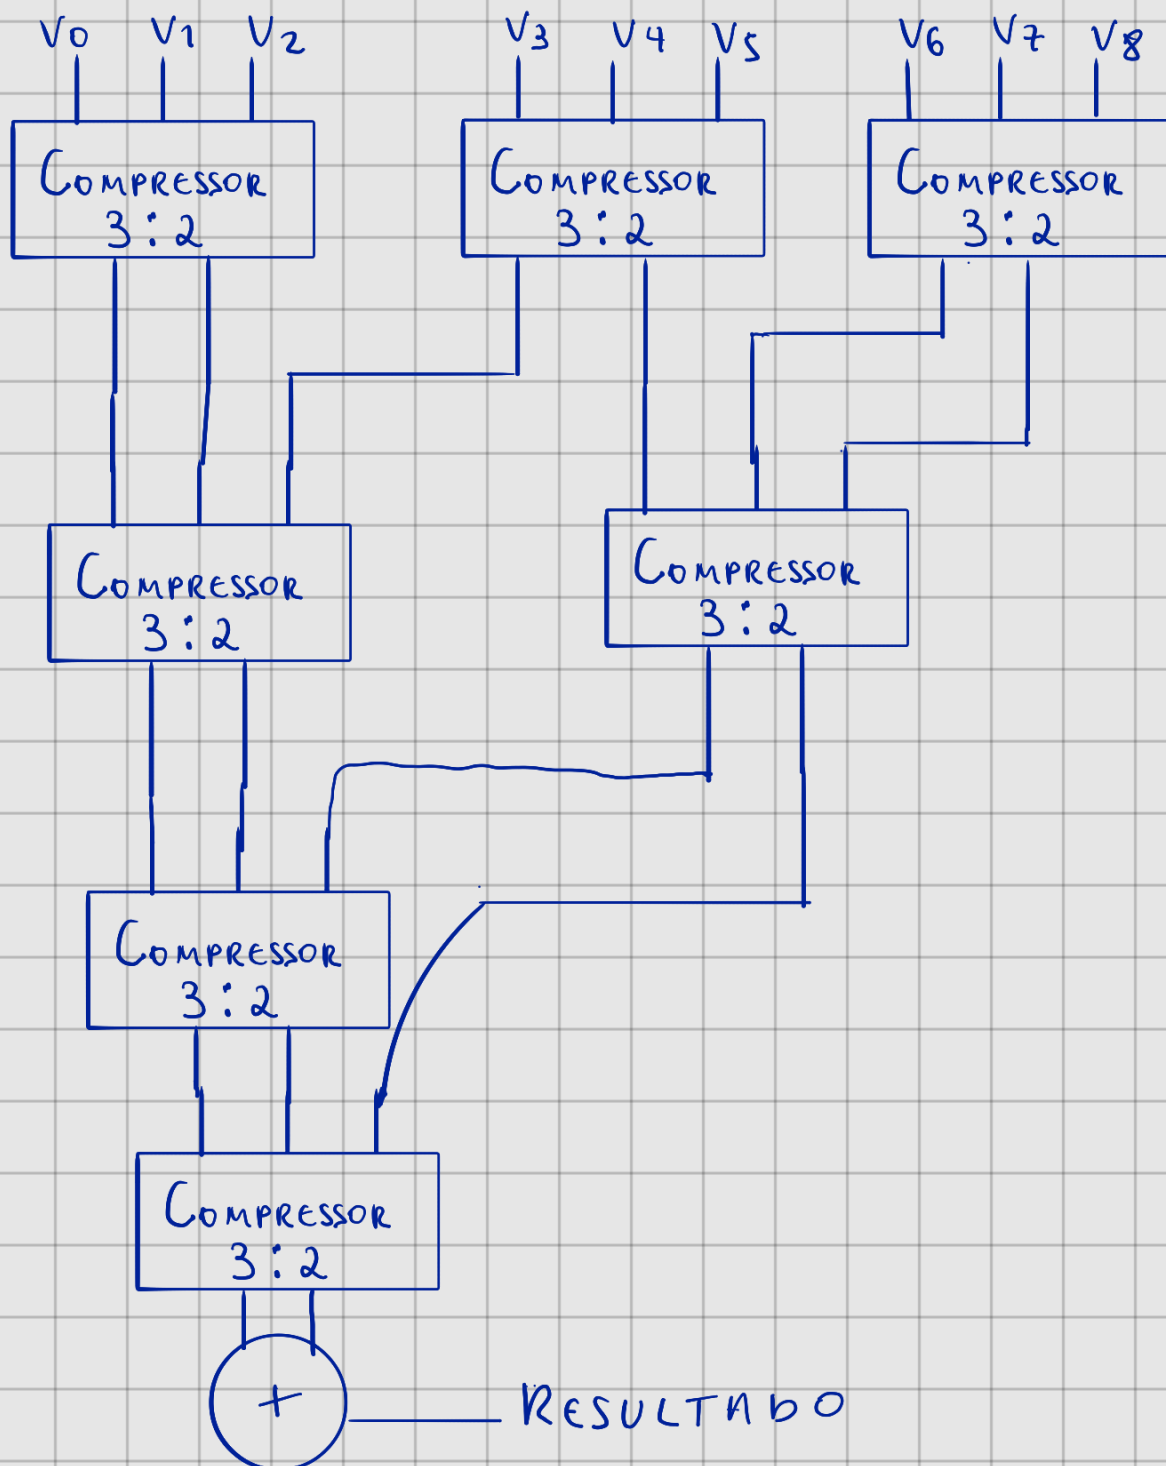 V0 V1 V2 V3 V4 V5 V6 V7 V8
COMPRESSOR
3:2
COMPRESSOR
3:2
COMPRESSOR
3:2
COMPRESSOR
3:2
COMPRESSOR
3:2
COMPRESSOR
3:2
COMPRESSOR
3:2
+
RESULTADO